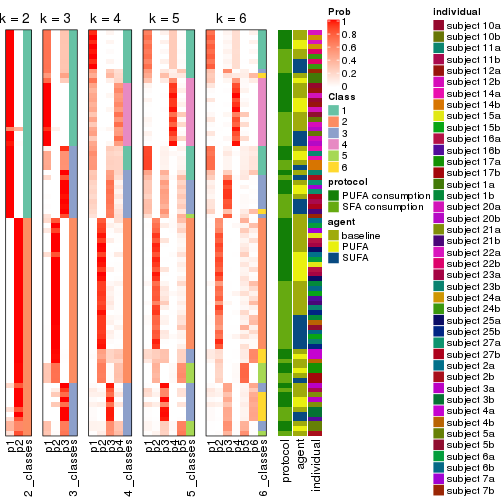 k = 2
k = 3
k = 4
k = 5
k = 6
p1
p2
2_classes
p1
p2
p3
3_classes
p1
p2
p3
p4
4_classes
p1
p2
p3
p4
p5
5_classes
p1
p2
p3
p4
p5
p6
6_classes
protocol
agent
individual
Prob
1
0.8
0.6
0.4
0.2
0
Class
1
2
3
4
5
6
protocol
PUFA consumption
SFA consumption
agent
baseline
PUFA
SUFA
Individual
subject 10a
subject 10b
subject 11a
subject 11b
subject 12a
subject 12b
subject 14a
subject 14b
subject 15a
subject 15b
subject 16a
subject 16b
subject 17a
subject 17b
subject 1a
subject 1b
subject 20a
subject 20b
subject 21a
subject 21b
subject 22a
subject 22b
subject 23a
subject 23b
subject 24a
subject 24b
subject 25a
subject 25b
subject 27a
subject 27b
subject 2a
subject 2b
subject 3a
subject 3b
subject 4a
subject 4b
subject 5a
subject 5b
subject 6a
subject 6b
subject 7a
subject 7b